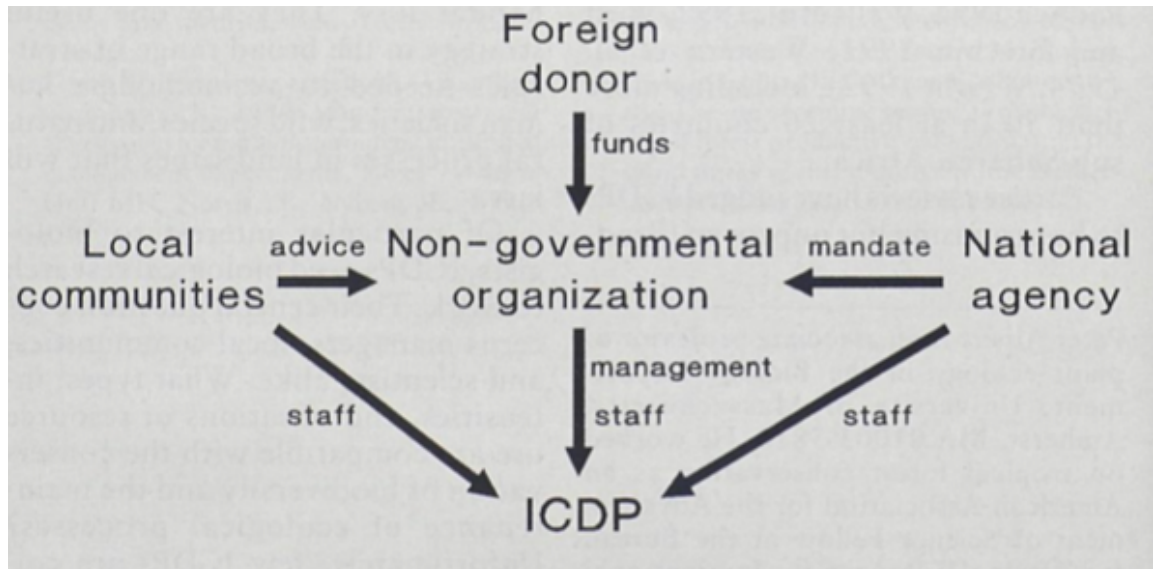 Foreign
donor
funds
Local
communities
advice
Non-governmental
organization
mandate
National
agency
management
staff
staff
staff
ICDP